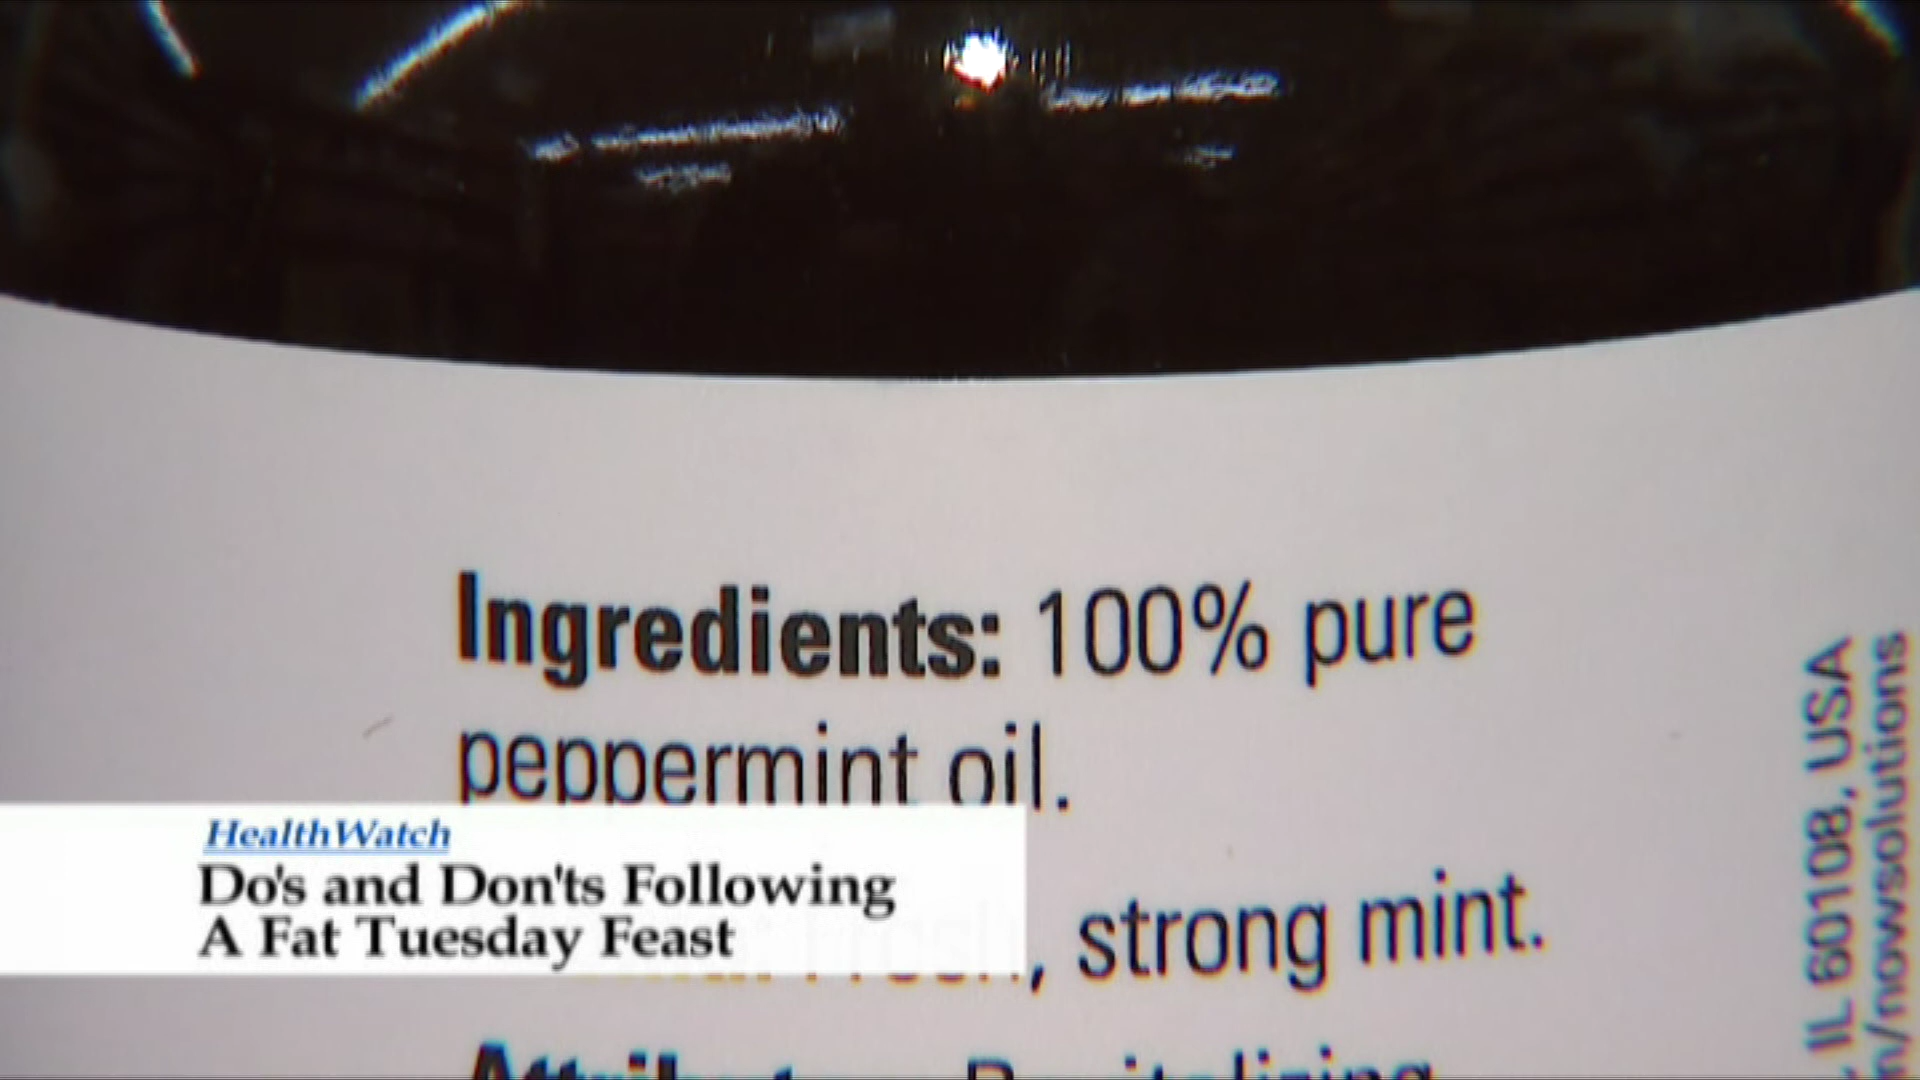 Ingredients: 100% pure
peppermint oil.
HealthWatch
Do's and Don'ts Following
A Fat Tuesday Feast
, strong mint.
IL 60108, USA
/nowsolutions